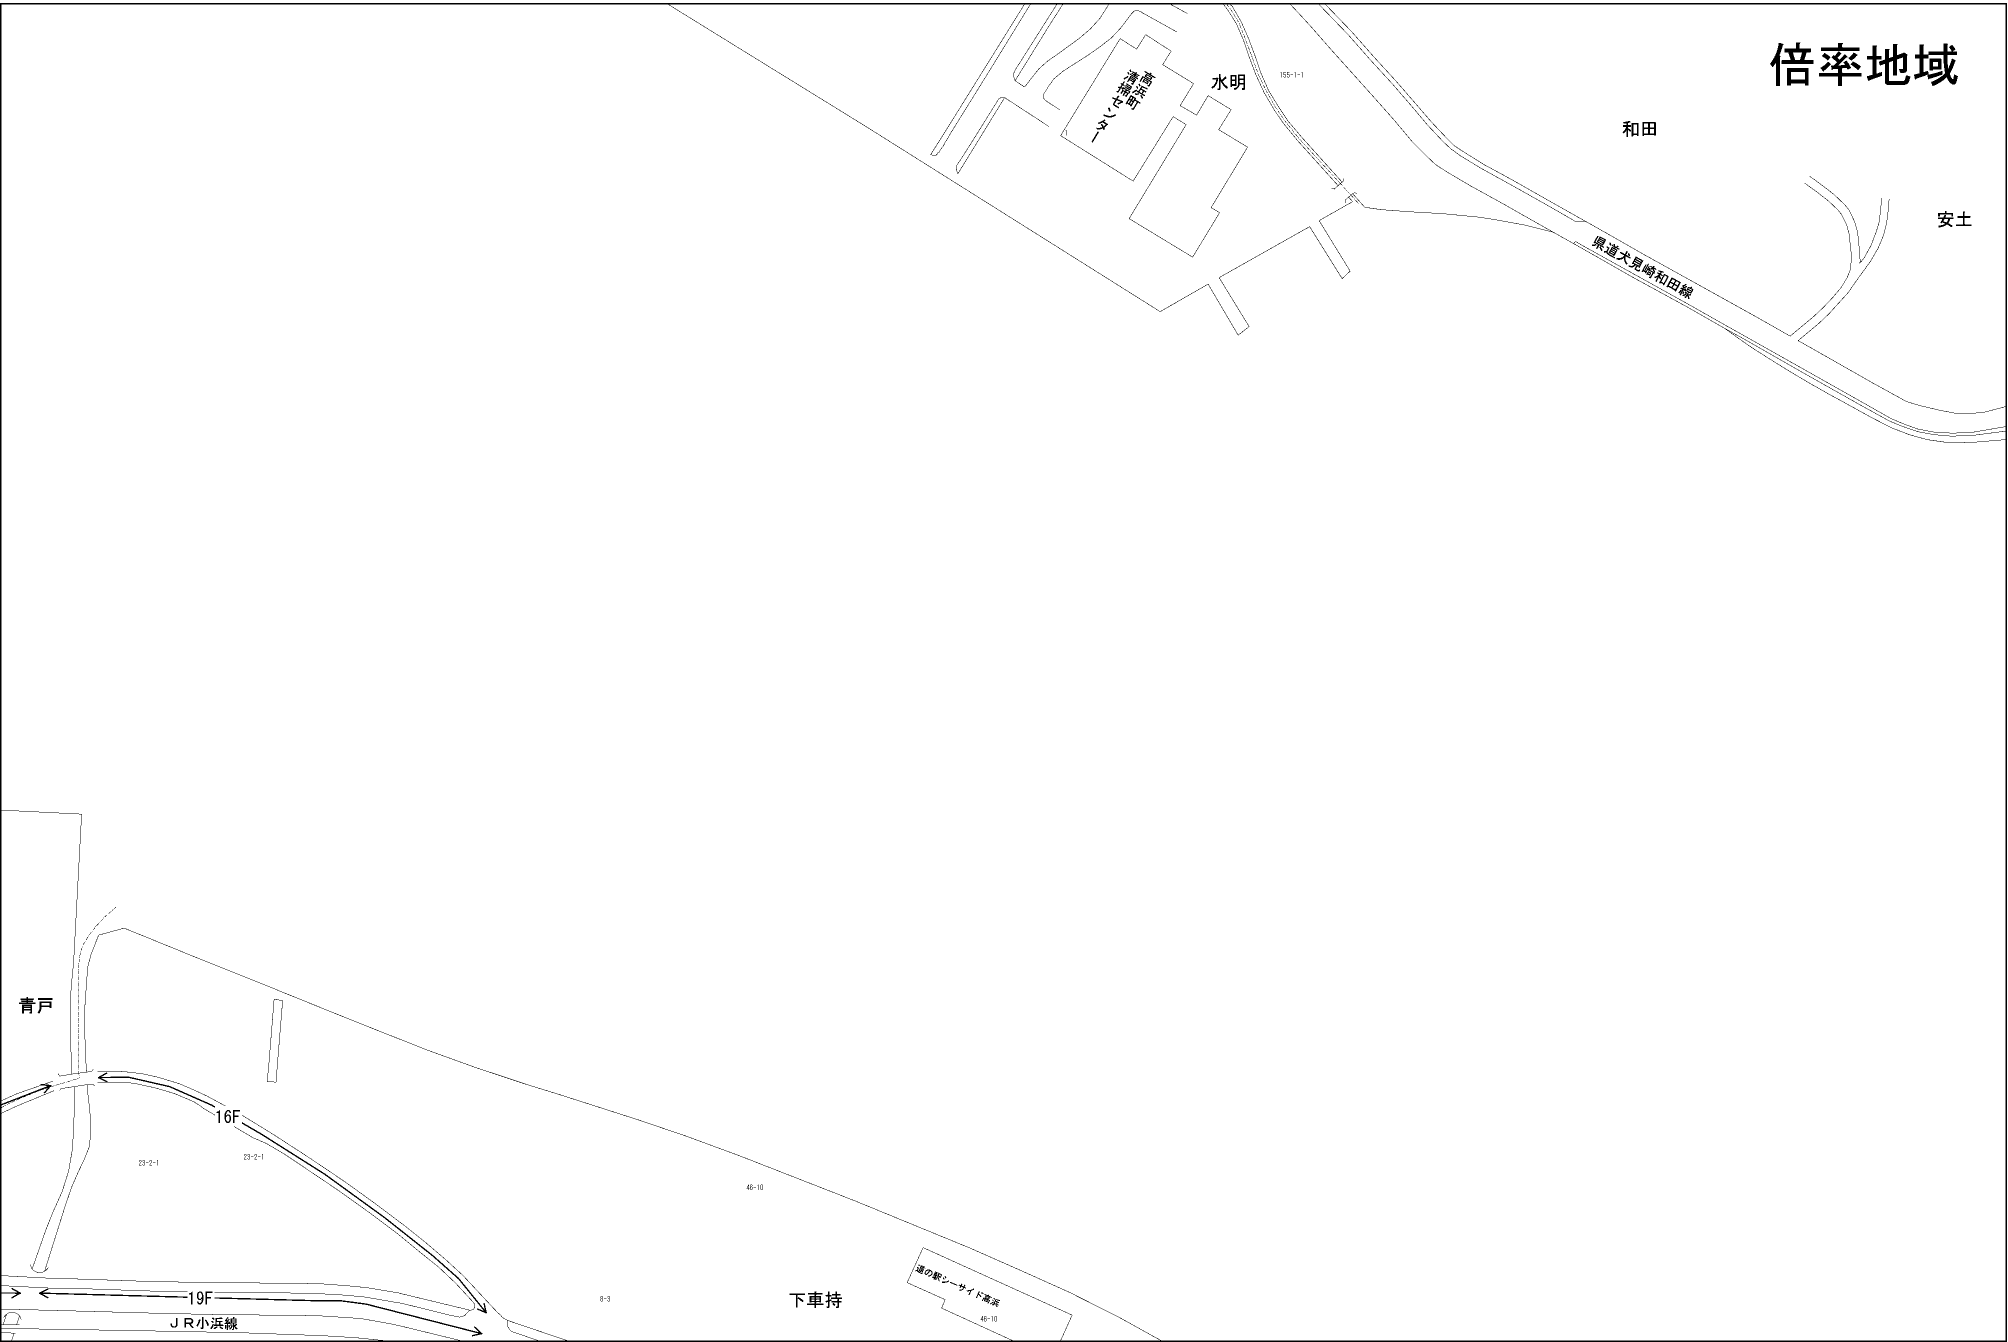 倍率地域
水明
155-1-1
高浜町
清掃センター
和田
安土
県道犬見崎和田線
青戸
16F
23-2-1
23-2-1
46-10
19F
JR小浜線
8-3
下車持
道の駅シーサイド高浜
46-10